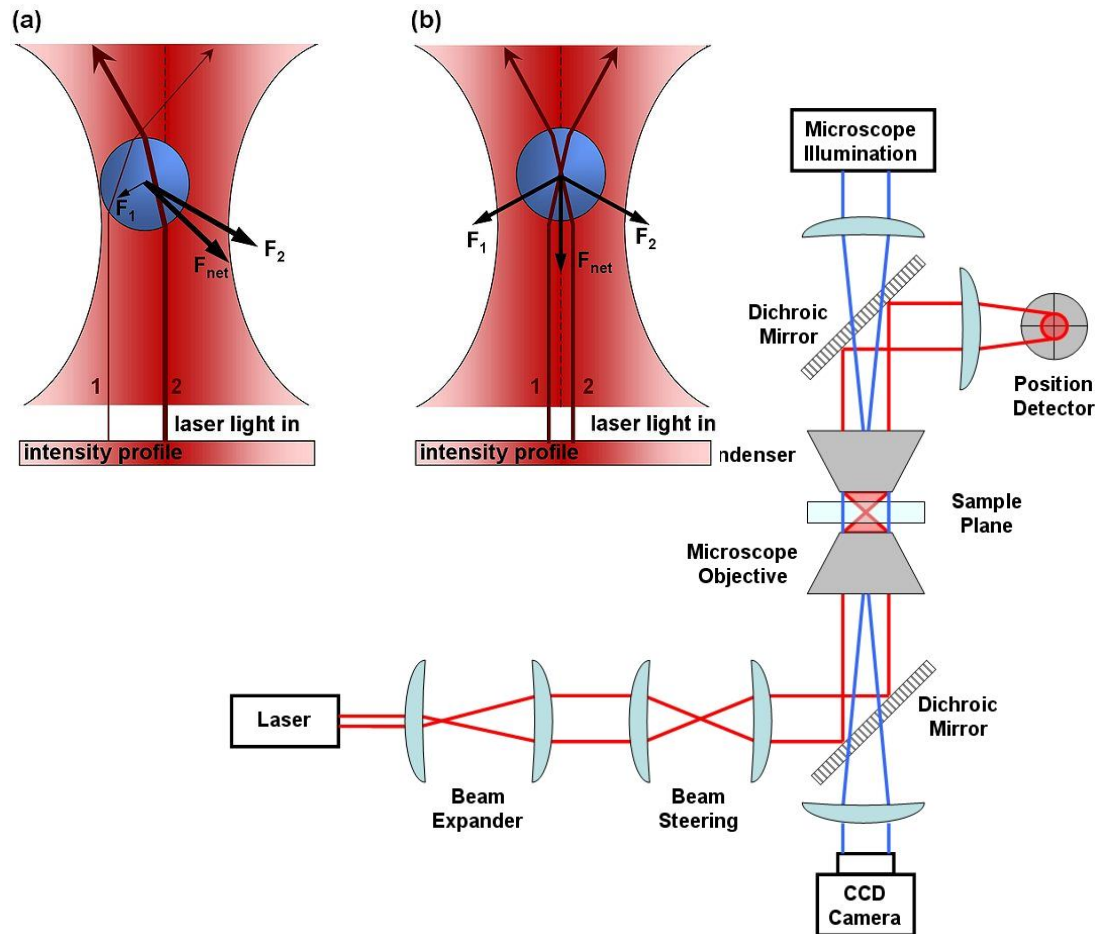 (a)
F1
F2
Fnet
1
2
laser light in
intensity profile
(b)
F1
F2
Fnet
1
2
laser light in
intensity profile
Microscope
Illumination
Dichroic
Mirror
Position
Detector
ndenser
Sample
Plane
Microscope
Objective
Laser
Beam
Expander
Beam
Steering
Dichroic
Mirror
CCD
Camera